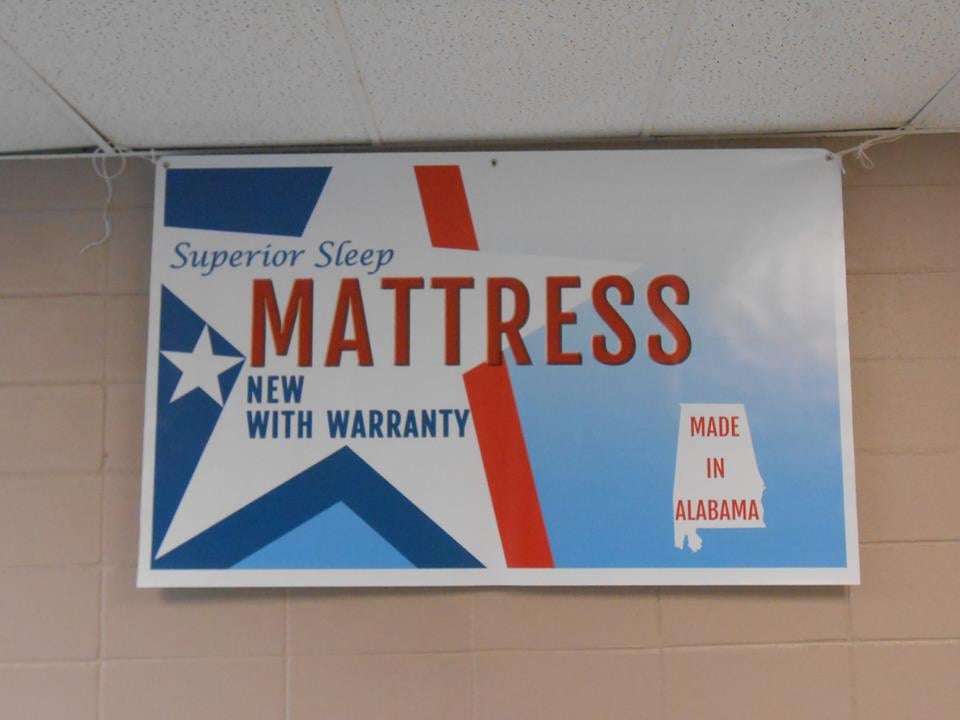 Superior Sleep
MATTRESS
NEW
WITH WARRANTY
MADE
IN
ALABAMA